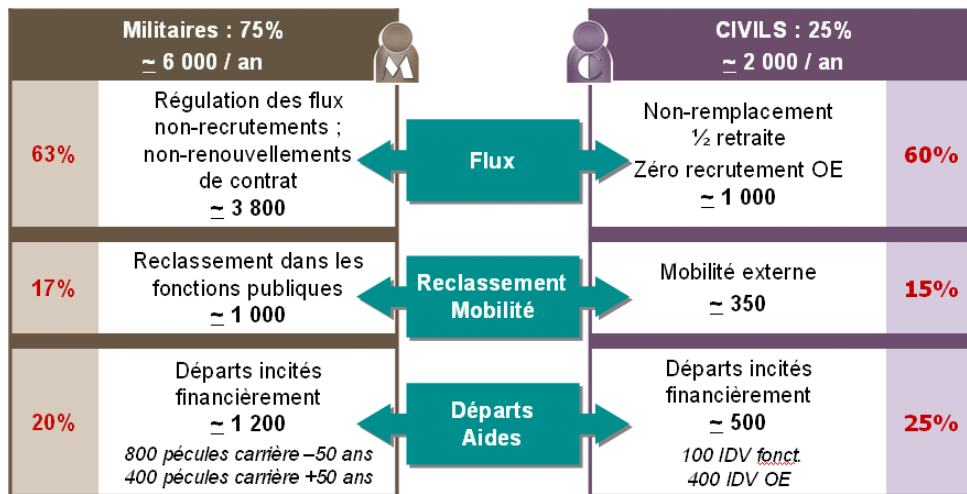 Militaires : 75%
~ 6 000 / an
M
C
CIVILS : 25%
~ 2 000 / an
63%
Régulation des flux
non-recrutements ;
non-renouvellements
de contrat
~ 3 800
Flux
Non-remplacement
½ retraite
Zéro recrutement OE
~ 1 000
60%
17%
Reclassement dans les
fonctions publiques
~ 1 000
Reclassement
Mobilité
Mobilité externe
~ 350
15%
20%
Départs incités
financièrement
~ 1 200
800 pécules carrière –50 ans
400 pécules carrière +50 ans
Départs
Aides
Départs incités
financièrement
~ 500
100 IDV fonct.
400 IDV OE
25%